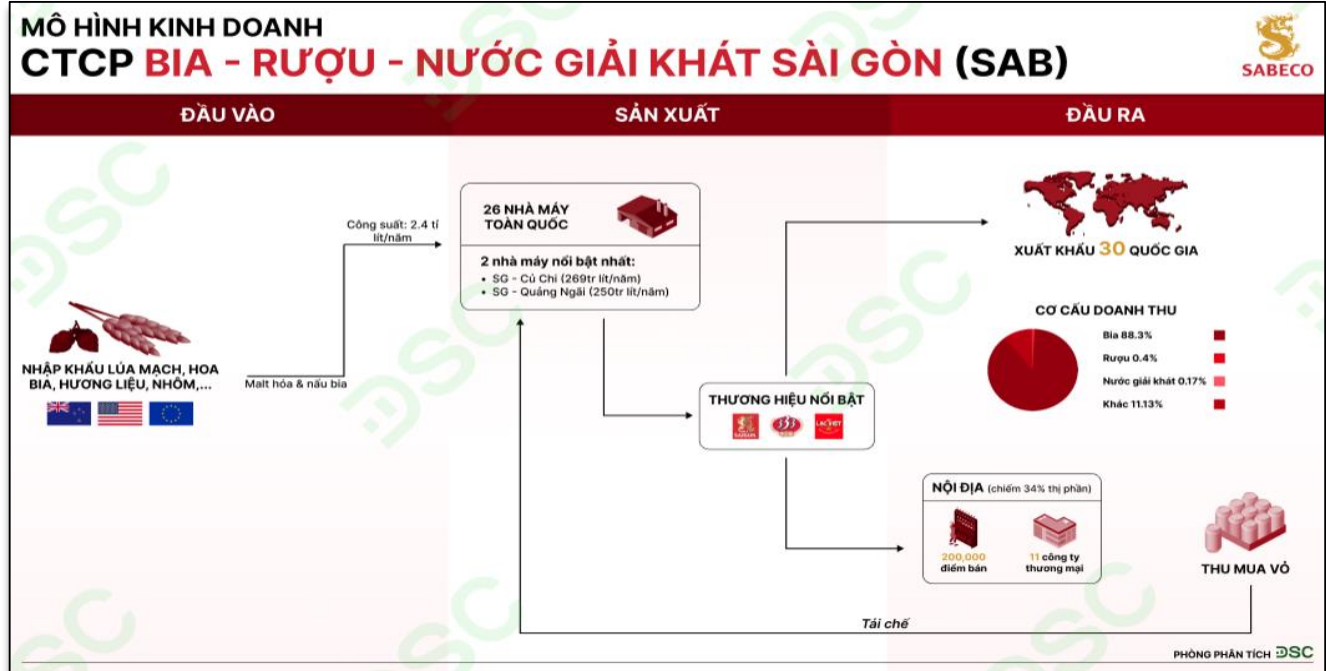 MÔ HÌNH KINH DOANH
CTCP BIA - RƯỢU - NƯỚC GIẢI KHÁT SÀI GÒN (SAB)
SABECO
ĐẦU VÀO
SẢN XUẤT
ĐẦU RA
Công suất: 2.4 tỉ
lít/năm
NHẬP KHẨU LÚA MẠCH, HOA
BIA, HƯƠNG LIỆU, NHÔM,...
Malt hóa & nấu bia
26 NHÀ MÁY
TOÀN QUỐC
2 nhà máy nổi bật nhất:
• SG - Củ Chi (269tr lít/năm)
• SG - Quảng Ngãi (250tr lít/năm)
THƯƠNG HIỆU NỔI BẬT
SAIGON
333
LAC VIET
XUẤT KHẨU 30 QUỐC GIA
CƠ CẤU DOANH THU
Bia 88.3%
Rượu 0.4%
Nước giải khát 0.17%
Khác 11.13%
NỘI ĐỊA (chiếm 34% thị phần)
200,000
điểm bán
11 công ty
thương mại
THU MUA VỎ
Tái chế
PHÒNG PHÂN TÍCH DSC